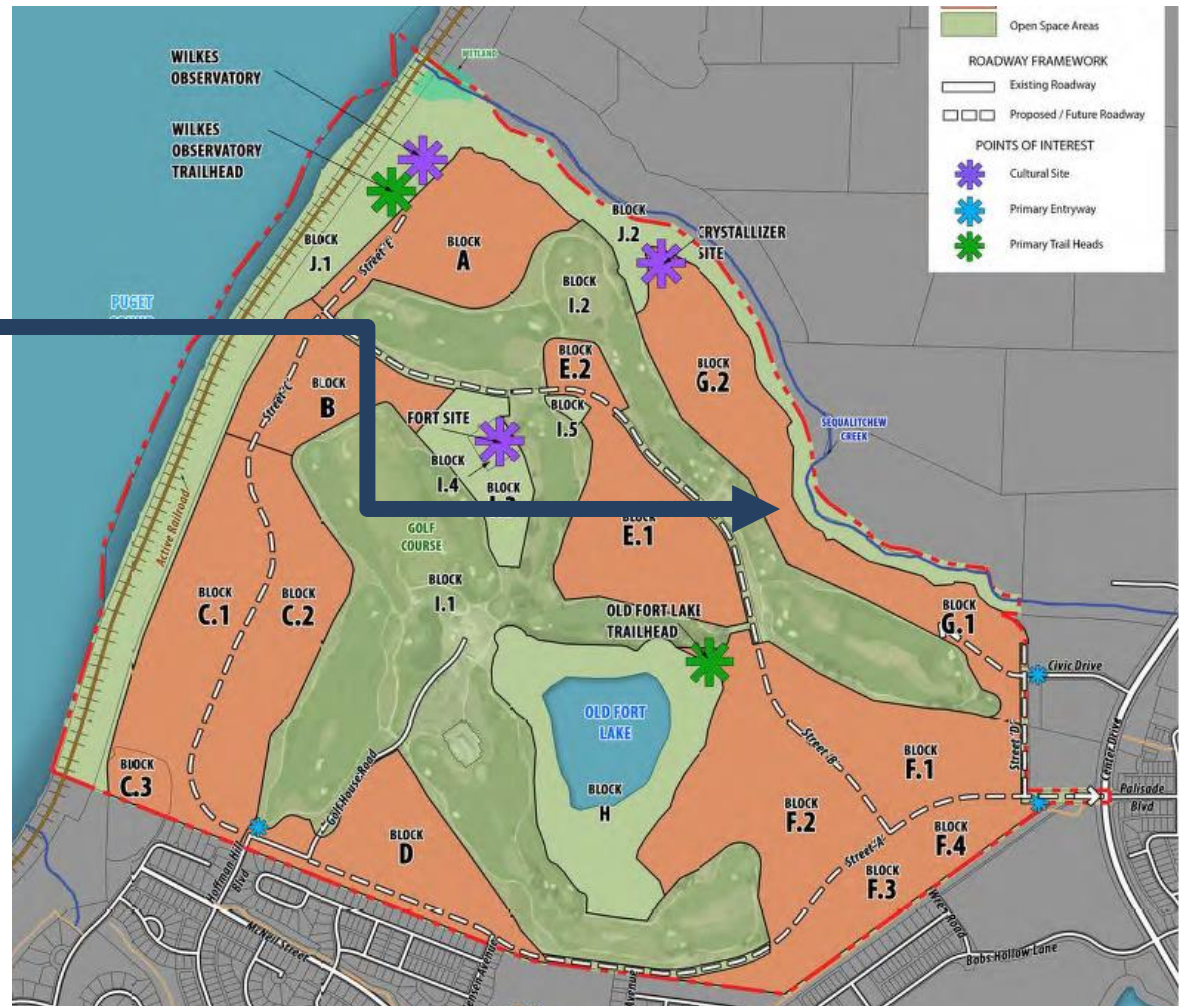 Open Space Areas
ROADWAY FRAMEWORK
Existing Roadway
Proposed / Future Roadway
POINTS OF INTEREST
Cultural Site
Primary Entryway
Primary Trail Heads
WILKES
OBSERVATORY
WETLAND
WILKES
OBSERVATORY
TRAILHEAD
BLOCK
J.1
Street "E"
BLOCK
A
BLOCK
J.2
CRYSTALLIZER
SITE
PUGET
BLOCK
I.2
BLOCK
B
Street "C"
BLOCK
E.2
BLOCK
G.2
FORT SITE
BLOCK
I.5
SEQUALITCHEW
CREEK
BLOCK
I.4
BLOCK
Active Railroad
GOLF
COURSE
BLOCK
E.1
BLOCK
I.1
BLOCK
C.1
BLOCK
C.2
OLD FORT LAKE
TRAILHEAD
BLOCK
G.1
Civic Drive
OLD FORT
LAKE
Street "B"
Street "D"
Center Drive
BLOCK
F.1
Palisade
Blvd
BLOCK
C.3
Golf House Road
BLOCK
H
BLOCK
F.2
BLOCK
F.4
Street "A"
BLOCK
D
BLOCK
F.3
Hoffman Hill
Blvd
McNeil Street
Wren Road
Bobs Hollow Lane
Avenue
Avenue